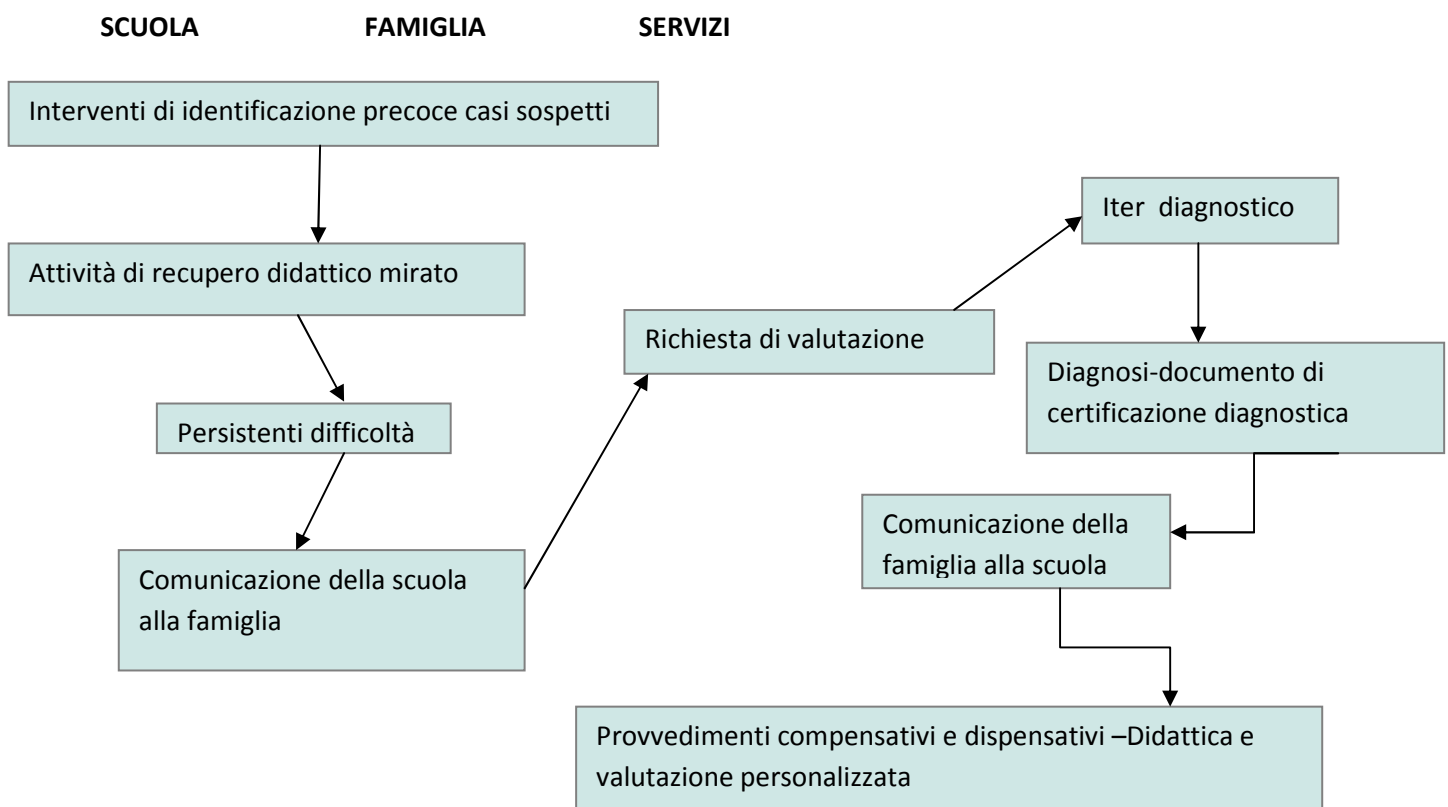 SCUOLA FAMIGLIA SERVIZI
Interventi di identificazione precoce casi sospetti
Attività di recupero didattico mirato
Persistenti difficoltà
Comunicazione della scuola
alla famiglia
Richiesta di valutazione
Iter diagnostico
Diagnosi-documento di
certificazione diagnostica
Comunicazione della
famiglia alla scuola
Provvedimenti compensativi e dispensativi –Didattica e
valutazione personalizzata